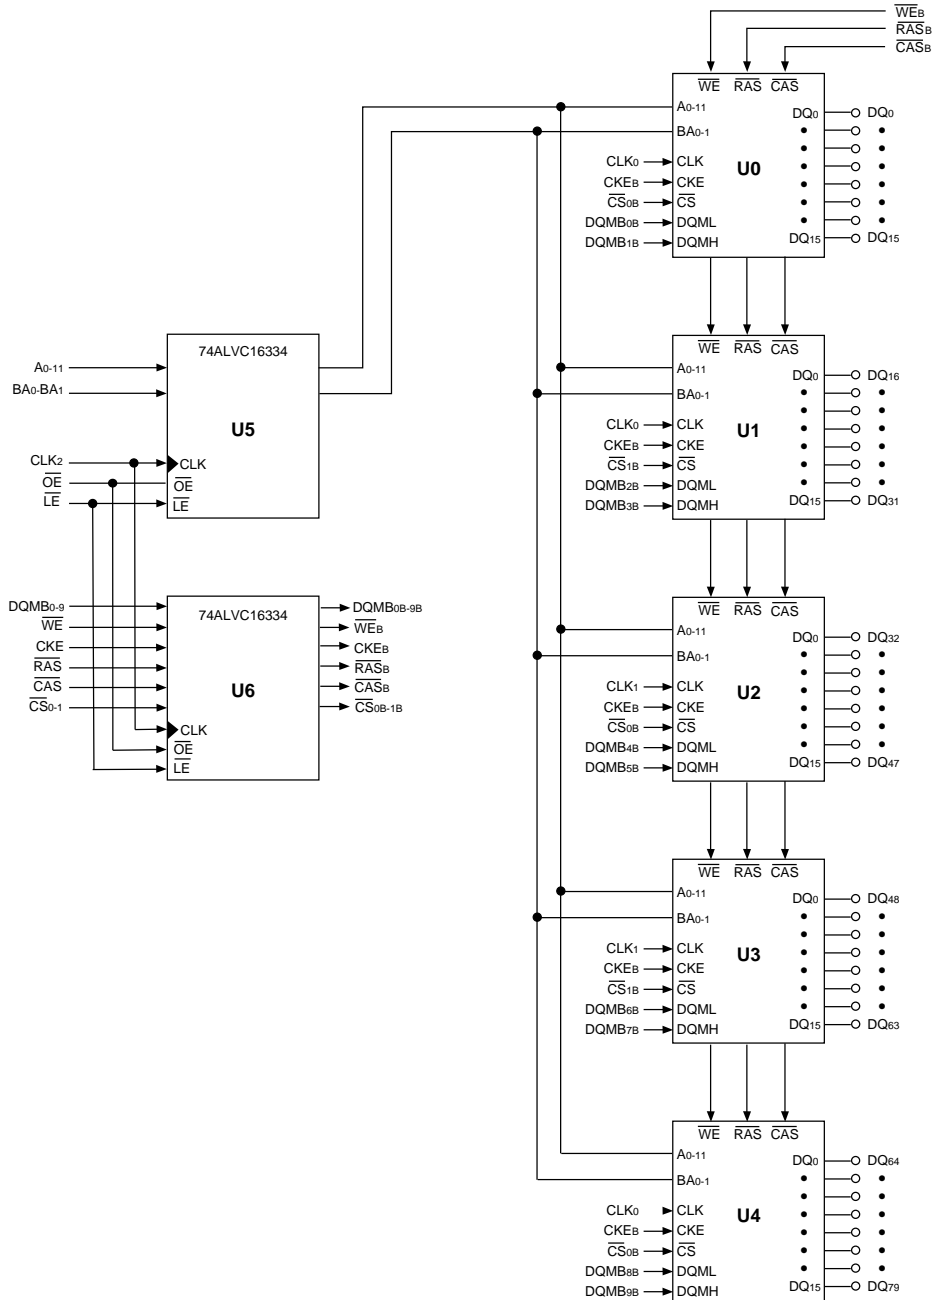 WEB
RASB
CASB
WE RAS CAS
A0-11
BA0-1
U0
CLK0 CLK
CKEB CKE
CS0B CS
DQMB0B DQML
DQMB1B DQMH
DQ0 DQ0
DQ15 DQ15
74ALVC16334
A0-11
BA0-BA1
U5
CLK2 CLK
OE OE
LE LE
WE RAS CAS
A0-11
BA0-1
U1
CLK0 CLK
CKEB CKE
CS1B CS
DQMB2B DQML
DQMB3B DQMH
DQ0 DQ16
DQ15 DQ31
74ALVC16334
DQMB0-9 DQMB0B-9B
WE WEB
CKE CKEB
RAS RASB
CAS CASB
CS0-1 CS0B-1B
U6
CLK
OE
LE
WE RAS CAS
A0-11
BA0-1
U2
CLK1 CLK
CKEB CKE
CS0B CS
DQMB4B DQML
DQMB5B DQMH
DQ0 DQ32
DQ15 DQ47
WE RAS CAS
A0-11
BA0-1
U3
CLK1 CLK
CKEB CKE
CS1B CS
DQMB6B DQML
DQMB7B DQMH
DQ0 DQ48
DQ15 DQ63
WE RAS CAS
A0-11
BA0-1
U4
CLK0 CLK
CKEB CKE
CS0B CS
DQMB8B DQML
DQMB9B DQMH
DQ0 DQ64
DQ15 DQ79